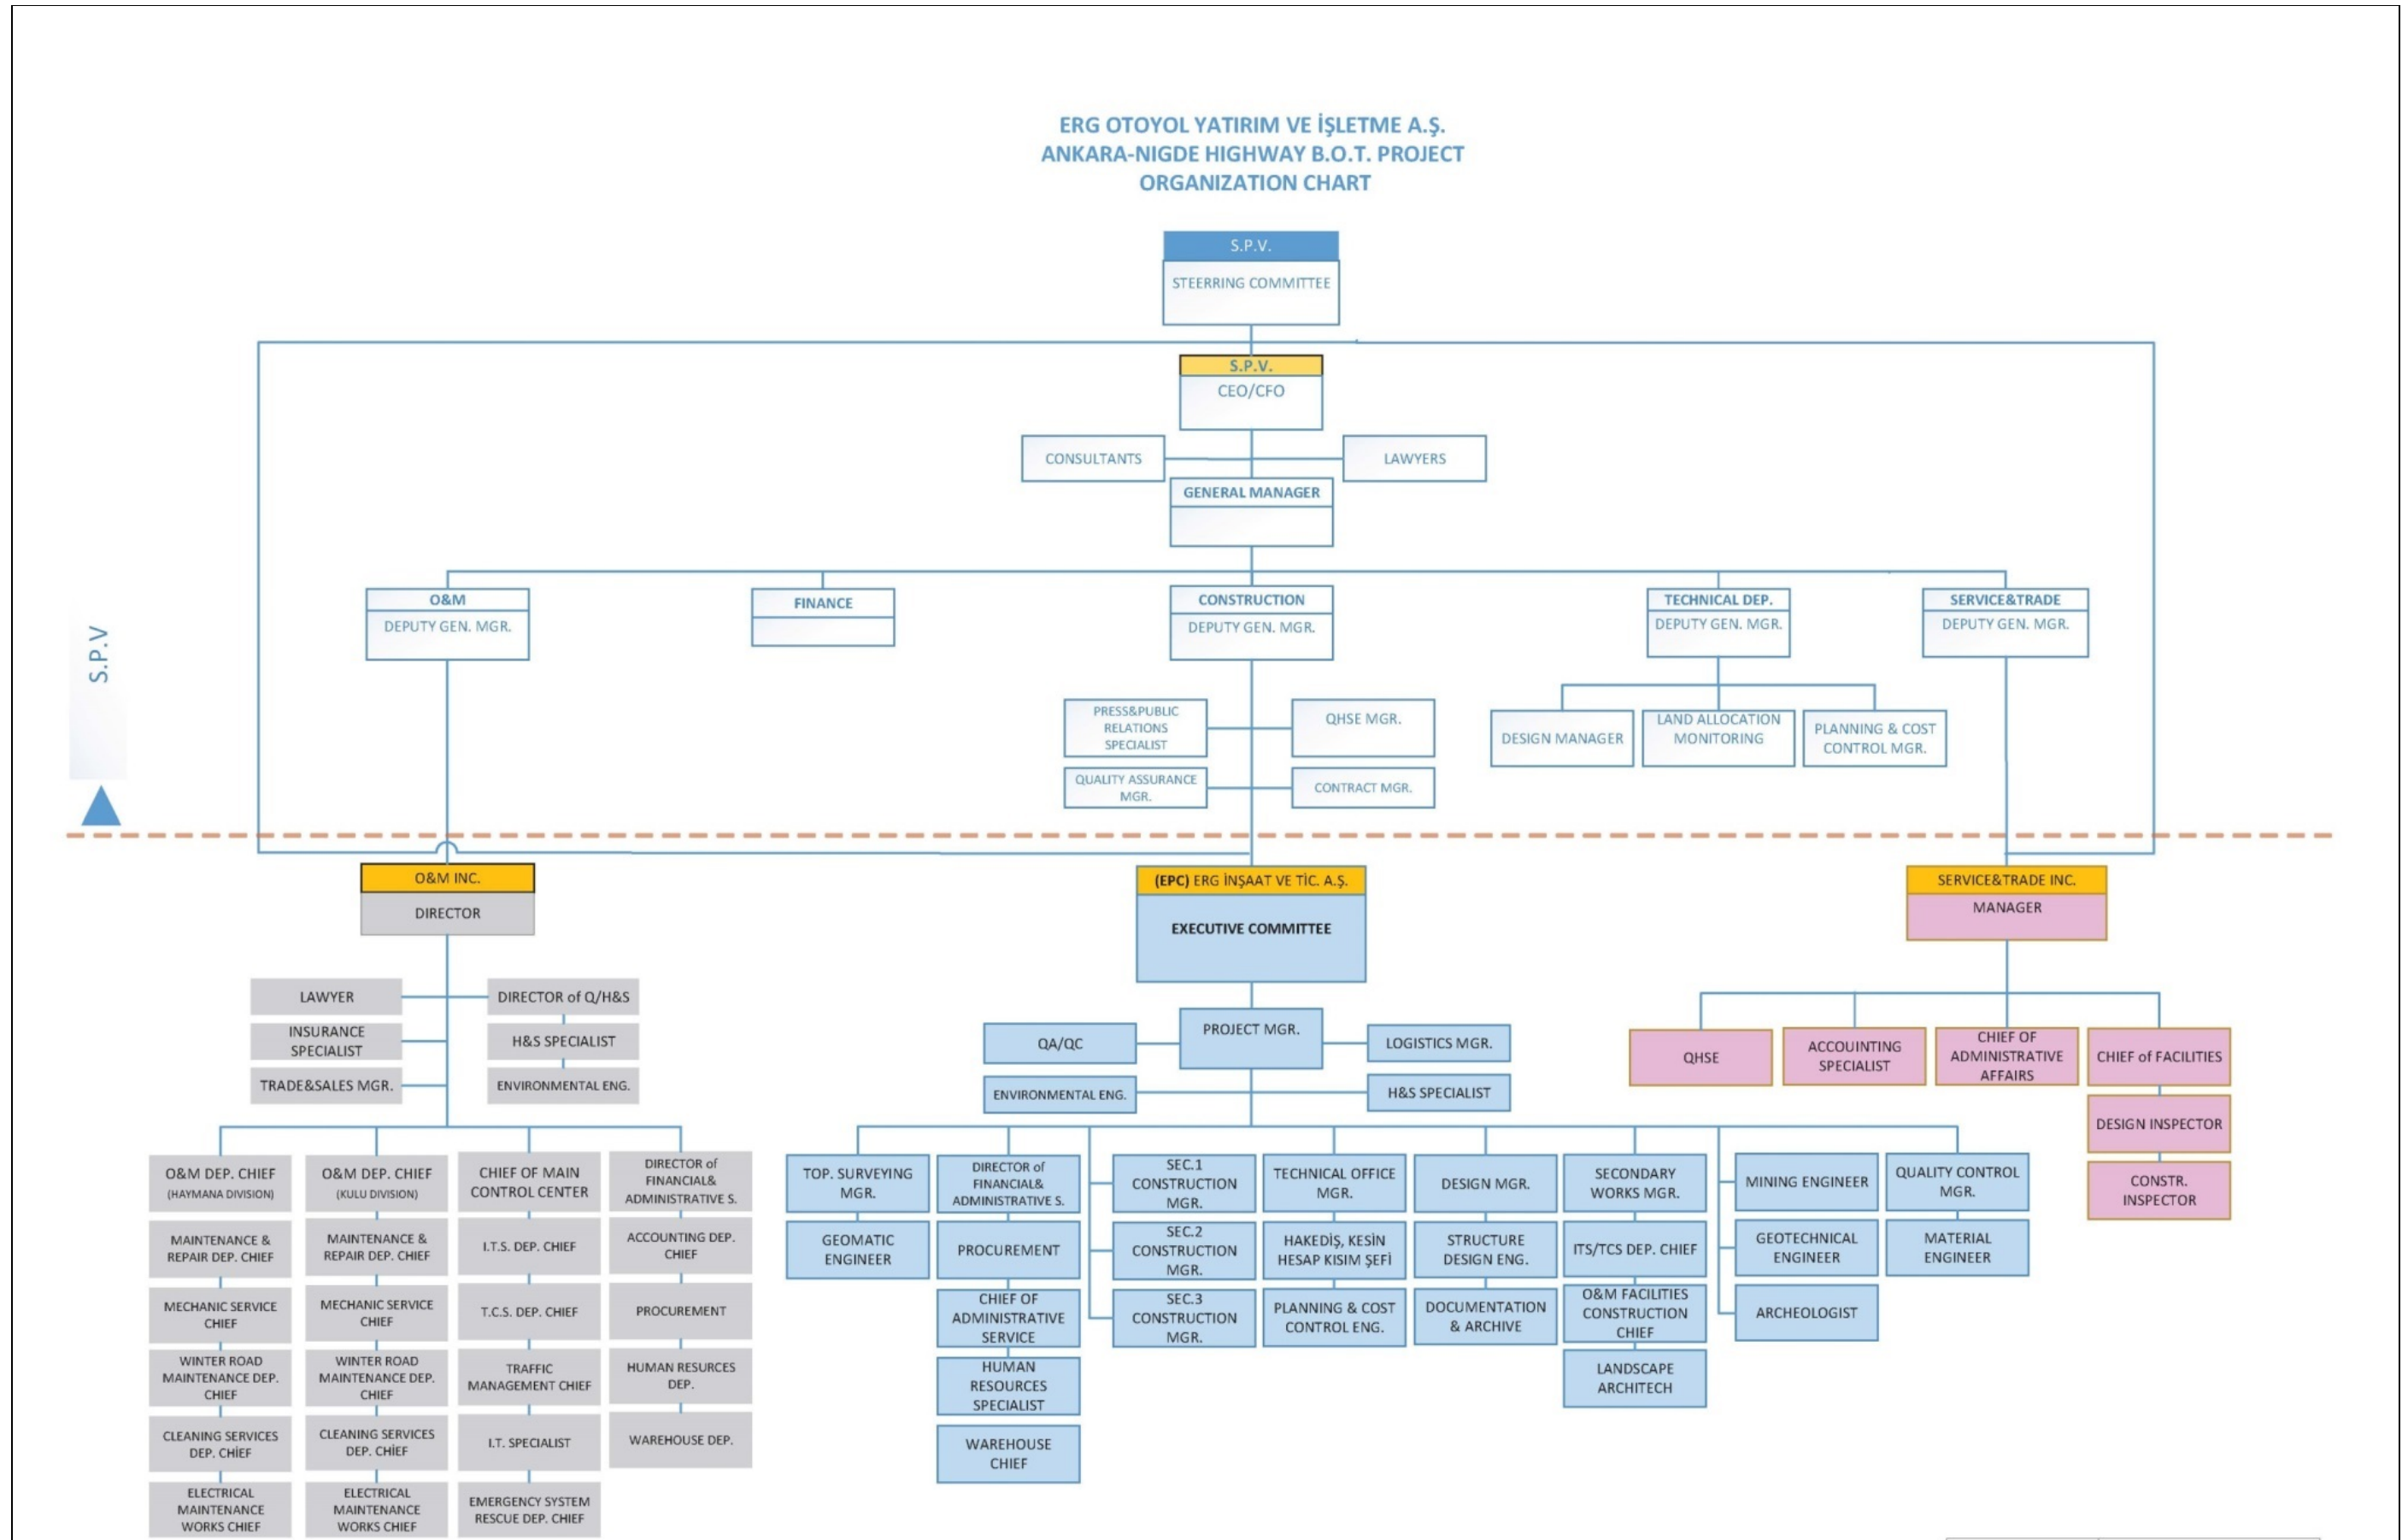 ERG OTOYOL YATIRIM VE İŞLETME A.Ş.
ANKARA-NIGDE HIGHWAY B.O.T. PROJECT
ORGANIZATION CHART
S.P.V.
STEERRING COMMITTEE
S.P.V.
CEO/CFO
CONSULTANTS
LAWYERS
GENERAL MANAGER
O&M
DEPUTY GEN. MGR.
FINANCE
CONSTRUCTION
DEPUTY GEN. MGR.
TECHNICAL DEP.
DEPUTY GEN. MGR.
SERVICE&TRADE
DEPUTY GEN. MGR.
S.P.V
PRESS&PUBLIC
RELATIONS
SPECIALIST
QHSE MGR.
QUALITY ASSURANCE
MGR.
CONTRACT MGR.
DESIGN MANAGER
LAND ALLOCATION
MONITORING
PLANNING & COST
CONTROL MGR.
O&M INC.
DIRECTOR
(EPC) ERG İNŞAAT VE TİC. A.Ş.
EXECUTIVE COMMITTEE
SERVICE&TRADE INC.
MANAGER
LAWYER
DIRECTOR of Q/H&S
INSURANCE
SPECIALIST
H&S SPECIALIST
TRADE&SALES MGR.
ENVIRONMENTAL ENG.
PROJECT MGR.
QA/QC
LOGISTICS MGR.
ENVIRONMENTAL ENG.
H&S SPECIALIST
QHSE
ACCOUINTING
SPECIALIST
CHIEF OF
ADMINISTRATIVE
AFFAIRS
CHIEF of FACILITIES
DESIGN INSPECTOR
CONSTR.
INSPECTOR
O&M DEP. CHIEF
(HAYMANA DIVISION)
MAINTENANCE &
REPAIR DEP. CHIEF
MECHANIC SERVICE
CHIEF
WINTER ROAD
MAINTENANCE DEP.
CHIEF
CLEANING SERVICES
DEP. CHİEF
ELECTRICAL
MAINTENANCE
WORKS CHIEF
O&M DEP. CHIEF
(KULU DIVISION)
MAINTENANCE &
REPAIR DEP. CHIEF
MECHANIC SERVICE
CHIEF
WINTER ROAD
MAINTENANCE DEP.
CHIEF
CLEANING SERVICES
DEP. CHİEF
ELECTRICAL
MAINTENANCE
WORKS CHIEF
CHIEF OF MAIN
CONTROL CENTER
I.T.S. DEP. CHIEF
T.C.S. DEP. CHIEF
TRAFFIC
MANAGEMENT CHIEF
I.T. SPECIALIST
EMERGENCY SYSTEM
RESCUE DEP. CHIEF
DIRECTOR of
FINANCIAL&
ADMINISTRATIVE S.
ACCOUNTING DEP.
CHIEF
PROCUREMENT
HUMAN RESURCES
DEP.
WAREHOUSE DEP.
TOP. SURVEYING
MGR.
GEOMATIC
ENGINEER
DIRECTOR of
FINANCIAL&
ADMINISTRATIVE S.
PROCUREMENT
CHIEF OF
ADMINISTRATIVE
SERVICE
HUMAN
RESOURCES
SPECIALIST
WAREHOUSE
CHIEF
SEC.1
CONSTRUCTION
MGR.
SEC.2
CONSTRUCTION
MGR.
SEC.3
CONSTRUCTION
MGR.
TECHNICAL OFFICE
MGR.
HAKEDİŞ, KESİN
HESAP KISIM ŞEFİ
PLANNING & COST
CONTROL ENG.
DESIGN MGR.
STRUCTURE
DESIGN ENG.
DOCUMENTATION
& ARCHIVE
SECONDARY
WORKS MGR.
ITS/TCS DEP. CHIEF
O&M FACILITIES
CONSTRUCTION
CHIEF
LANDSCAPE
ARCHITECH
MINING ENGINEER
GEOTECHNICAL
ENGINEER
ARCHEOLOGIST
QUALITY CONTROL
MGR.
MATERIAL
ENGINEER